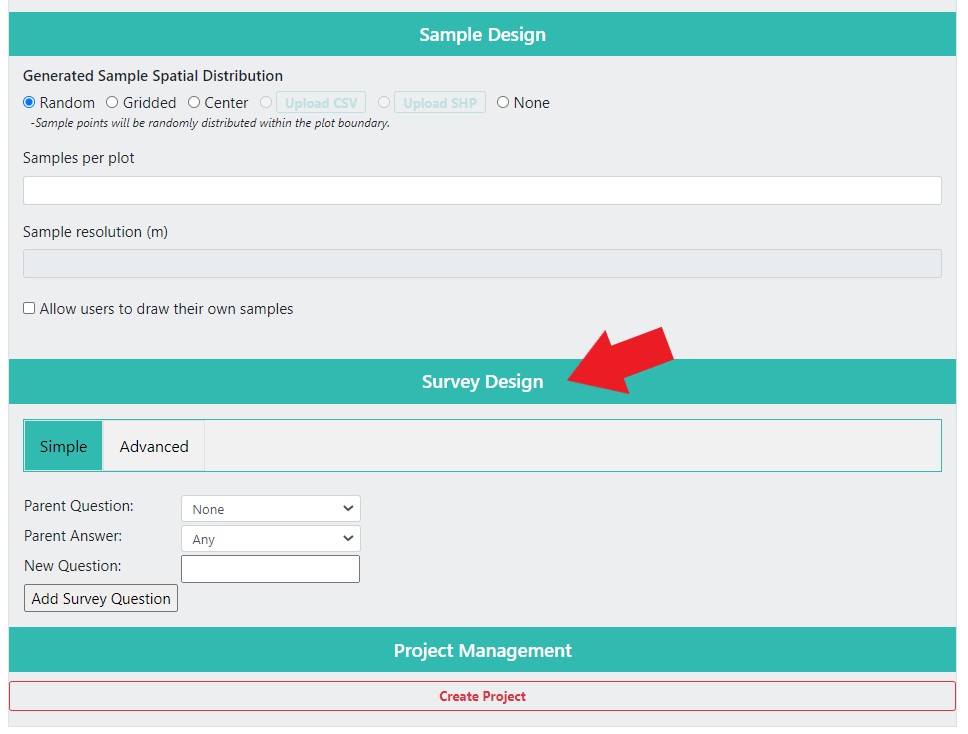 Sample Design
Generated Sample Spatial Distribution
Random Gridded Center Upload CSV Upload SHP None
-Sample points will be randomly distributed within the plot boundary.
Samples per plot
Sample resolution (m)
Allow users to draw their own samples
Survey Design
Simple Advanced
Parent Question: None
Parent Answer: Any
New Question:
Add Survey Question
Project Management
Create Project